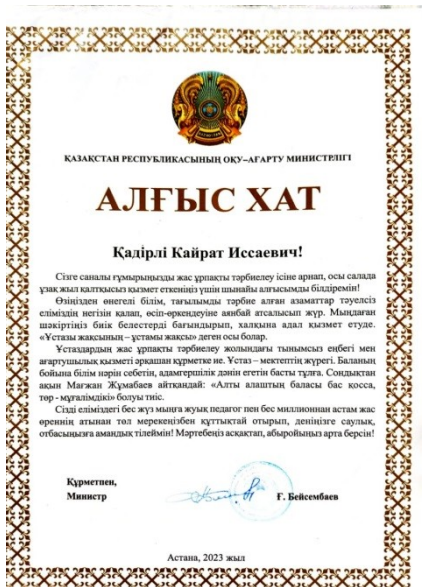 ҚАЗАҚСТАН РЕСПУБЛИКАСЫНЫҢ ОҚУ–АҒАРТУ МИНИСТРЛІГІ
АЛҒЫС ХАТ
Қадірлі Кайрат Иссаевич!
Сізге саналы ғұмырыңызды жас ұрпақты тәрбиелеу ісіне арнап, осы салада
ұзақ жыл қалтқысыз қызмет еткеніңіз үшін шынайы алғысымды білдіремін!
Өзіңізден өнегелі білім, тағылымды тәрбие алған азаматтар тәуелсіз
еліміздің негізін қалап, өсіп-өркендеуіне аянбай атсалысып жүр. Мыңдаған
шәкіртіңіз биік белестерді бағындырып, халқына адал қызмет етуде.
«Ұстазы жақсының – ұстамы жақсы» деген осы болар.
Ұстаздардың жас ұрпақты тәрбиелеу жолындағы тынымсыз еңбегі мен
ағартушылық қызметі әрқашан құрметке ие. Ұстаз – мектептің жүрегі. Баланың
бойына білім нәрін себетін, адамгершілік дәнін егетін басты тұлға. Сондықтан
ақын Мағжан Жұмабаев айтқандай: «Алты алаштың баласы бас қосса,
төр - мұғалімдікі» болуы тиіс.
Сізді еліміздегі бес жүз мыңға жуық педагог пен бес миллионнан астам жас
өреннің атынан төл мерекеңізбен құттықтай отырып, деніңізге саулық,
отбасыңызға амандық тілеймін! Мәртебеңіз асқақтап, абыройыңыз арта берсін!
Құрметпен,
Министр Ғ. Бейсембаев
Астана, 2023 жыл